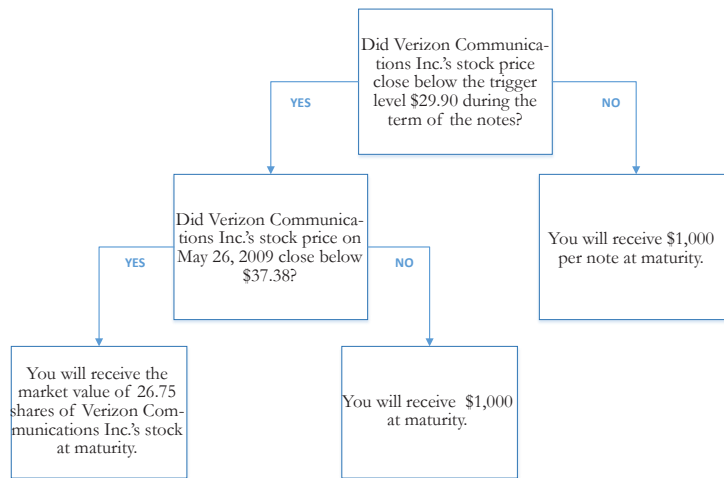 Did Verizon Communica-
tions Inc.'s stock price
close below the trigger
level $29.90 during the
term of the notes?
YES
NO
Did Verizon Communica-
tions Inc.'s stock price on
May 26, 2009 close below
$37.38?
You will receive $1,000
per note at maturity.
YES
NO
You will receive the
market value of 26.75
shares of Verizon Com-
munications Inc.'s stock
at maturity.
You will receive $1,000
at maturity.